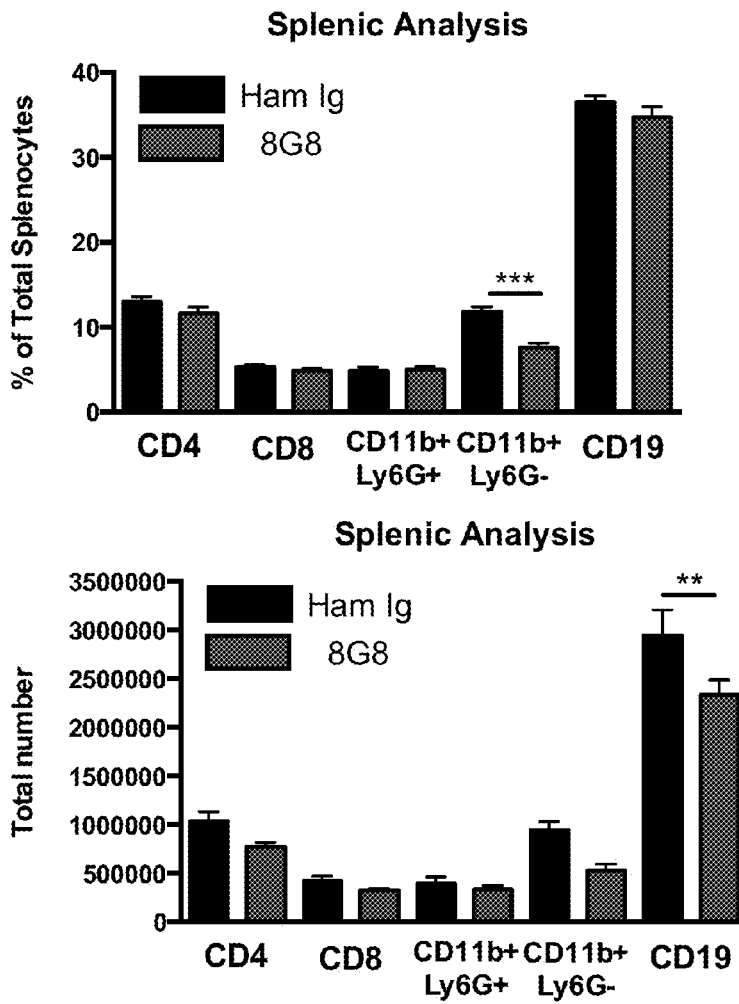 Splenic Analysis
% of Total Splenocytes
40
30
20
10
0
Ham Ig
8G8
***
CD4
CD8
CD11b+
Ly6G+
CD11b+
Ly6G-
CD19
Splenic Analysis
Total number
3500000
3000000
2500000
2000000
1500000
1000000
500000
0
Ham Ig
8G8
**
CD4
CD8
CD11b+
Ly6G+
CD11b+
Ly6G-
CD19